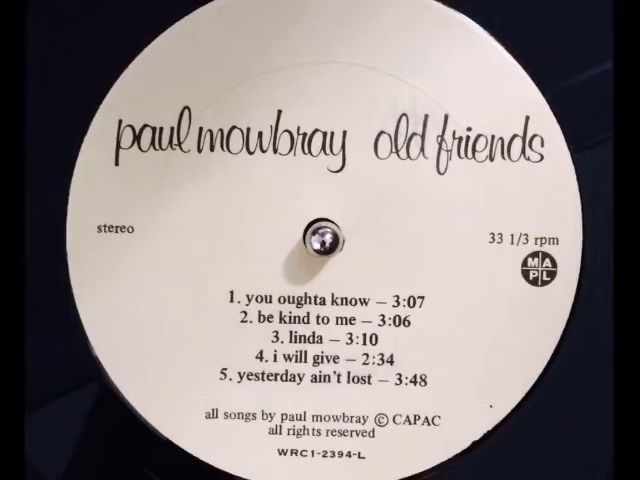 paul mowbray old friends
stereo
33 1/3 rpm
M A
P L
1. you oughta know – 3:07
2. be kind to me – 3:06
3. linda – 3:10
4. i will give – 2:34
5. yesterday ain't lost – 3:48
all songs by paul mowbray © CAPAC
all rights reserved
WRC1-2394-L